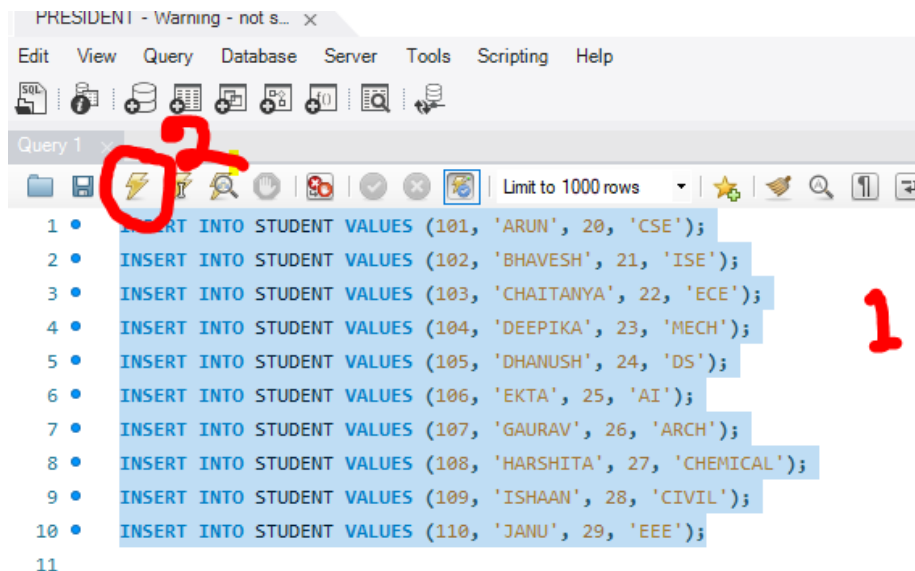 PRESIDENT - Warning - not s...
Edit View Query Database Server Tools Scripting Help
SQL
Query 1
2
Limit to 1000 rows
1 INSERT INTO STUDENT VALUES (101, 'ARUN', 20, 'CSE');
2 INSERT INTO STUDENT VALUES (102, 'BHAVESH', 21, 'ISE');
3 INSERT INTO STUDENT VALUES (103, 'CHAITANYA', 22, 'ECE');
4 INSERT INTO STUDENT VALUES (104, 'DEEPIKA', 23, 'MECH');
1
5 INSERT INTO STUDENT VALUES (105, 'DHANUSH', 24, 'DS');
6 INSERT INTO STUDENT VALUES (106, 'EKTA', 25, 'AI');
7 INSERT INTO STUDENT VALUES (107, 'GAURAV', 26, 'ARCH');
8 INSERT INTO STUDENT VALUES (108, 'HARSHITA', 27, 'CHEMICAL');
9 INSERT INTO STUDENT VALUES (109, 'ISHAAN', 28, 'CIVIL');
10 INSERT INTO STUDENT VALUES (110, 'JANU', 29, 'EEE');
11